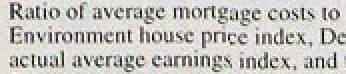 Ratio of average mortgage costs to
Environment house price index, De
actual average earnings index, and